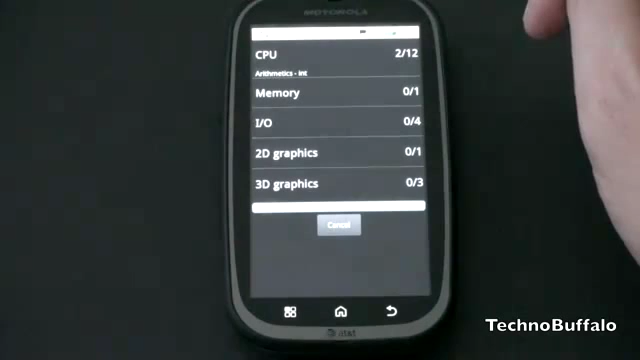 MOTOROLA
CPU 2/12
Arithmetics - int
Memory 0/1
I/O 0/4
2D graphics 0/1
3D graphics 0/3
Cancel
at&t
TechnoBuffalo